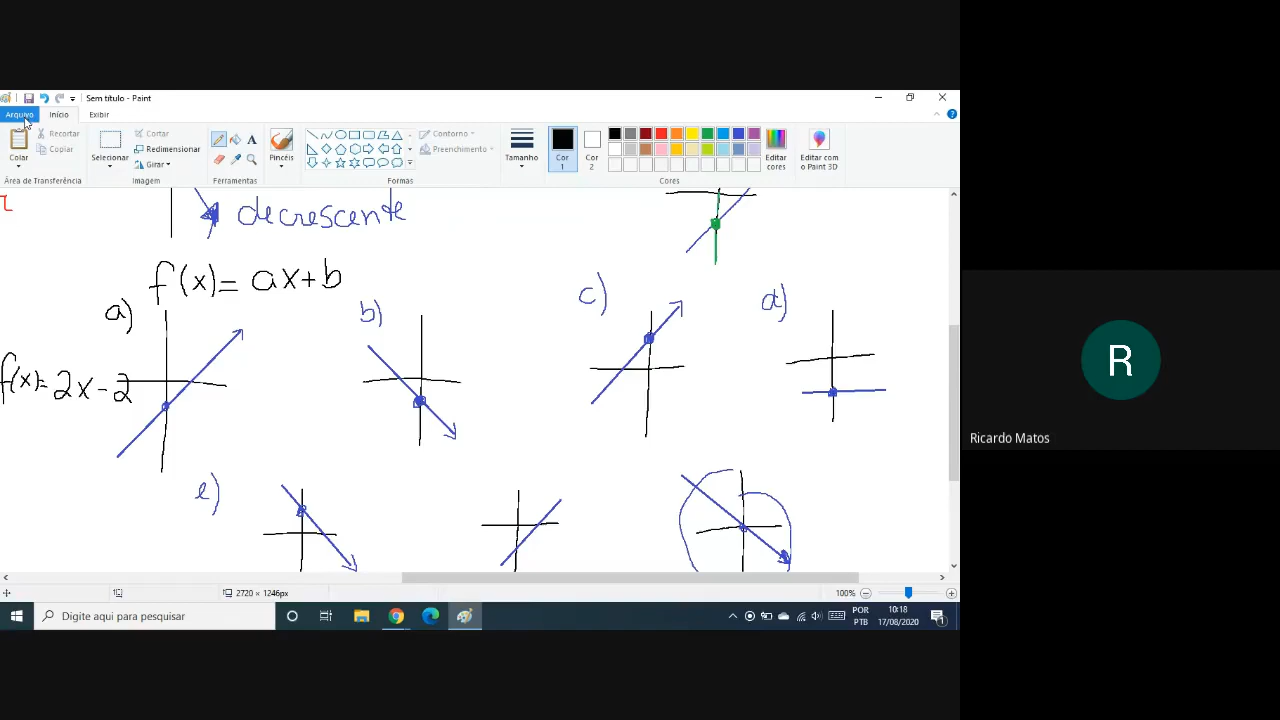 Sem título - Paint
Arquivo Início Exibir
Colar
Recortar
Copiar
Área de Transferência
Selecionar
Cortar
Redimensionar
Girar
Imagem
A
Ferramentas
Pincéis
Contorno
Preenchimento
Formas
Tamanho
Cor 1
Cor 2
Cores
Editar cores
Editar com o Paint 3D
decrescente
f(x)= ax+b
a)
b)
c)
d)
f(x)= 2x-2
e)
2720 × 1246px
100%
Digite aqui para pesquisar
POR
PTB
10:18
17/08/2020
1
R
Ricardo Matos